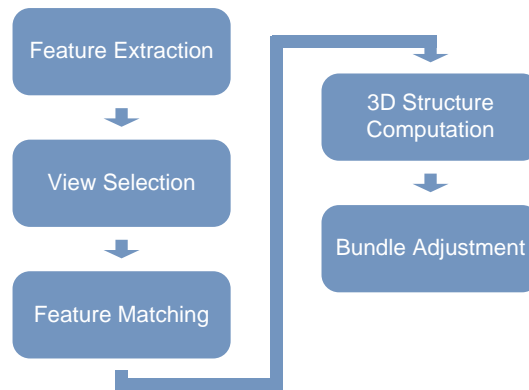 Feature Extraction
View Selection
Feature Matching
3D Structure
Computation
Bundle Adjustment